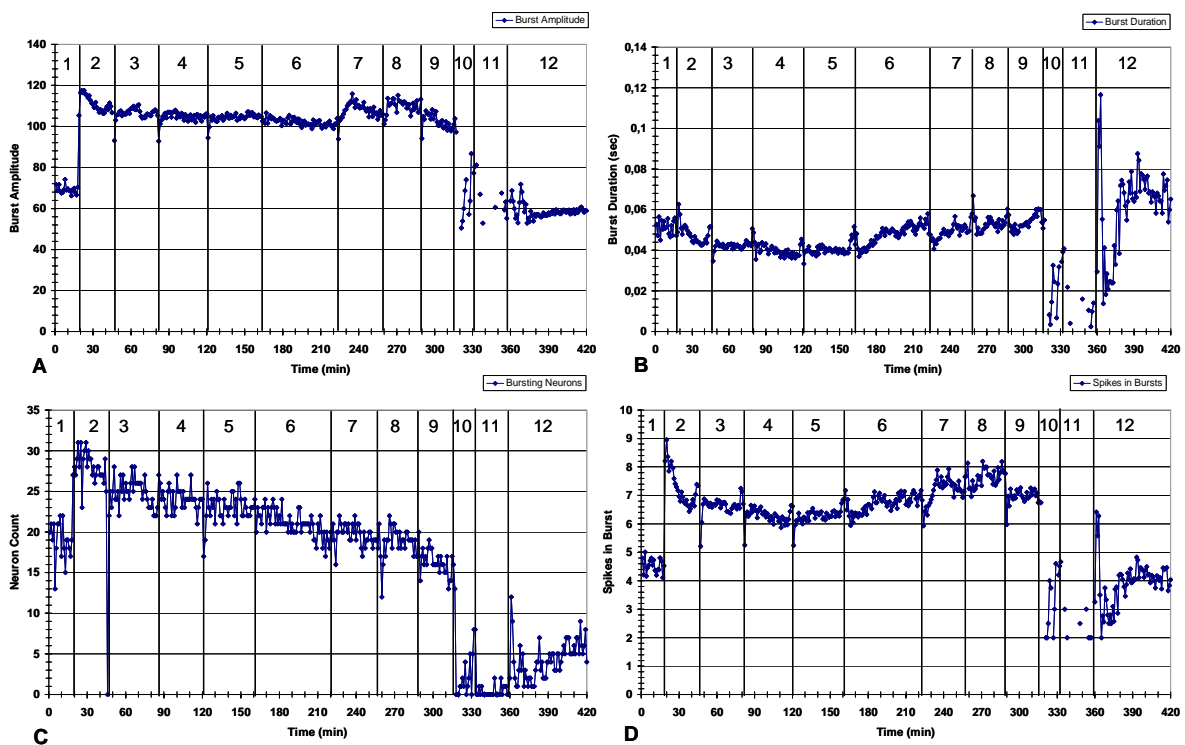 Burst Amplitude
140
120
100
80
60
40
20
0
Burst Amplitude
1 2 3 4 5 6 7 8 9 10 11 12
0 30 60 90 120 150 180 210 240 270 300 330 360 390 420
Time (min)
A
Burst Duration
0,14
0,12
0,1
0,08
0,06
0,04
0,02
0
Burst Duration (sec)
1 2 3 4 5 6 7 8 9 10 11 12
0 30 60 90 120 150 180 210 240 270 300 330 360 390 420
Time (min)
B
Bursting Neurons
35
30
25
20
15
10
5
0
Neuron Count
1 2 3 4 5 6 7 8 9 10 11 12
0 30 60 90 120 150 180 210 240 270 300 330 360 390 420
Time (min)
C
Spikes in Bursts
10
9
8
7
6
5
4
3
2
1
0
Spikes in Burst
1 2 3 4 5 6 7 8 9 10 11 12
0 30 60 90 120 150 180 210 240 270 300 330 360 390 420
Time (min)
D